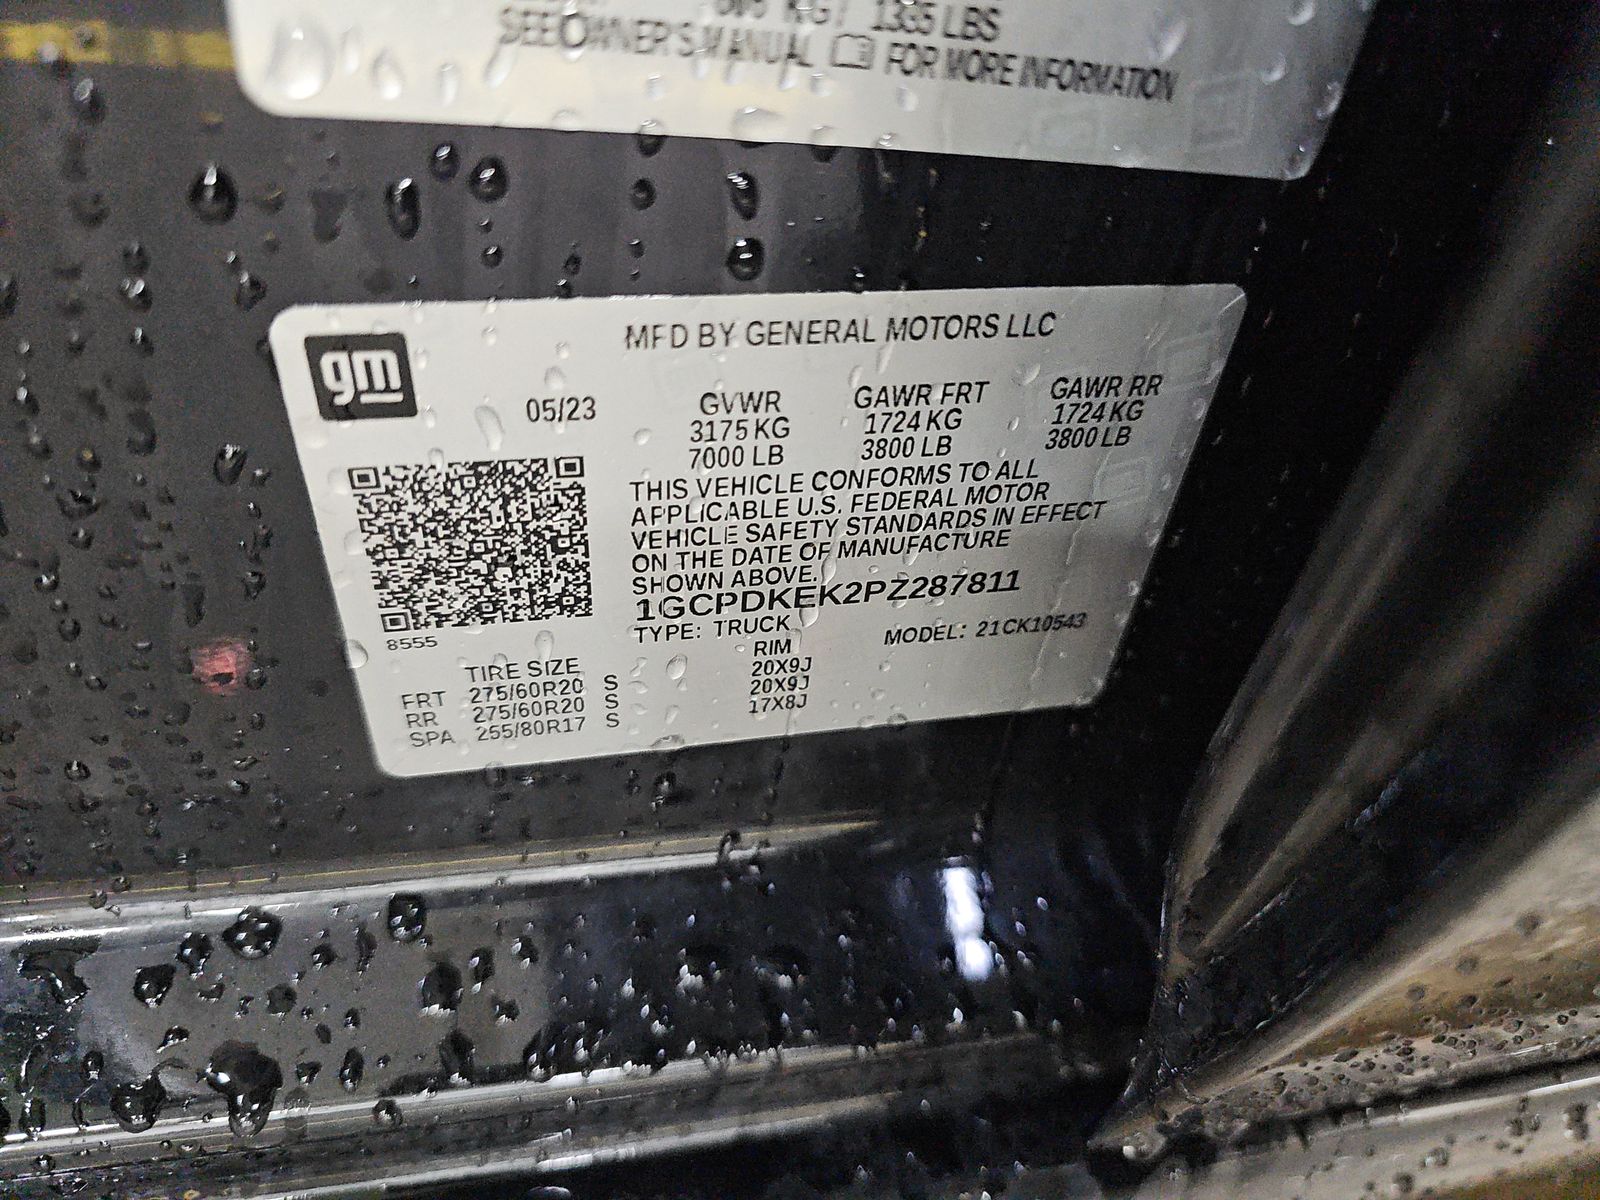 1335 LBS
SEE OWNER'S MANUAL FOR MORE INFORMATION
gm
MFD BY GENERAL MOTORS LLC
05/23 GVWR GAWR FRT GAWR RR
3175 KG 1724 KG 1724 KG
7000 LB 3800 LB 3800 LB
THIS VEHICLE CONFORMS TO ALL
APPLICABLE U.S. FEDERAL MOTOR
VEHICLE SAFETY STANDARDS IN EFFECT
ON THE DATE OF MANUFACTURE
SHOWN ABOVE.
1GCPDKEK2PZ287811
8555
TYPE: TRUCK MODEL: 21CK10543
TIRE SIZE RIM
FRT 275/60R20 S 20X9J
RR 275/60R20 S 20X9J
SPA 255/80R17 S 17X8J